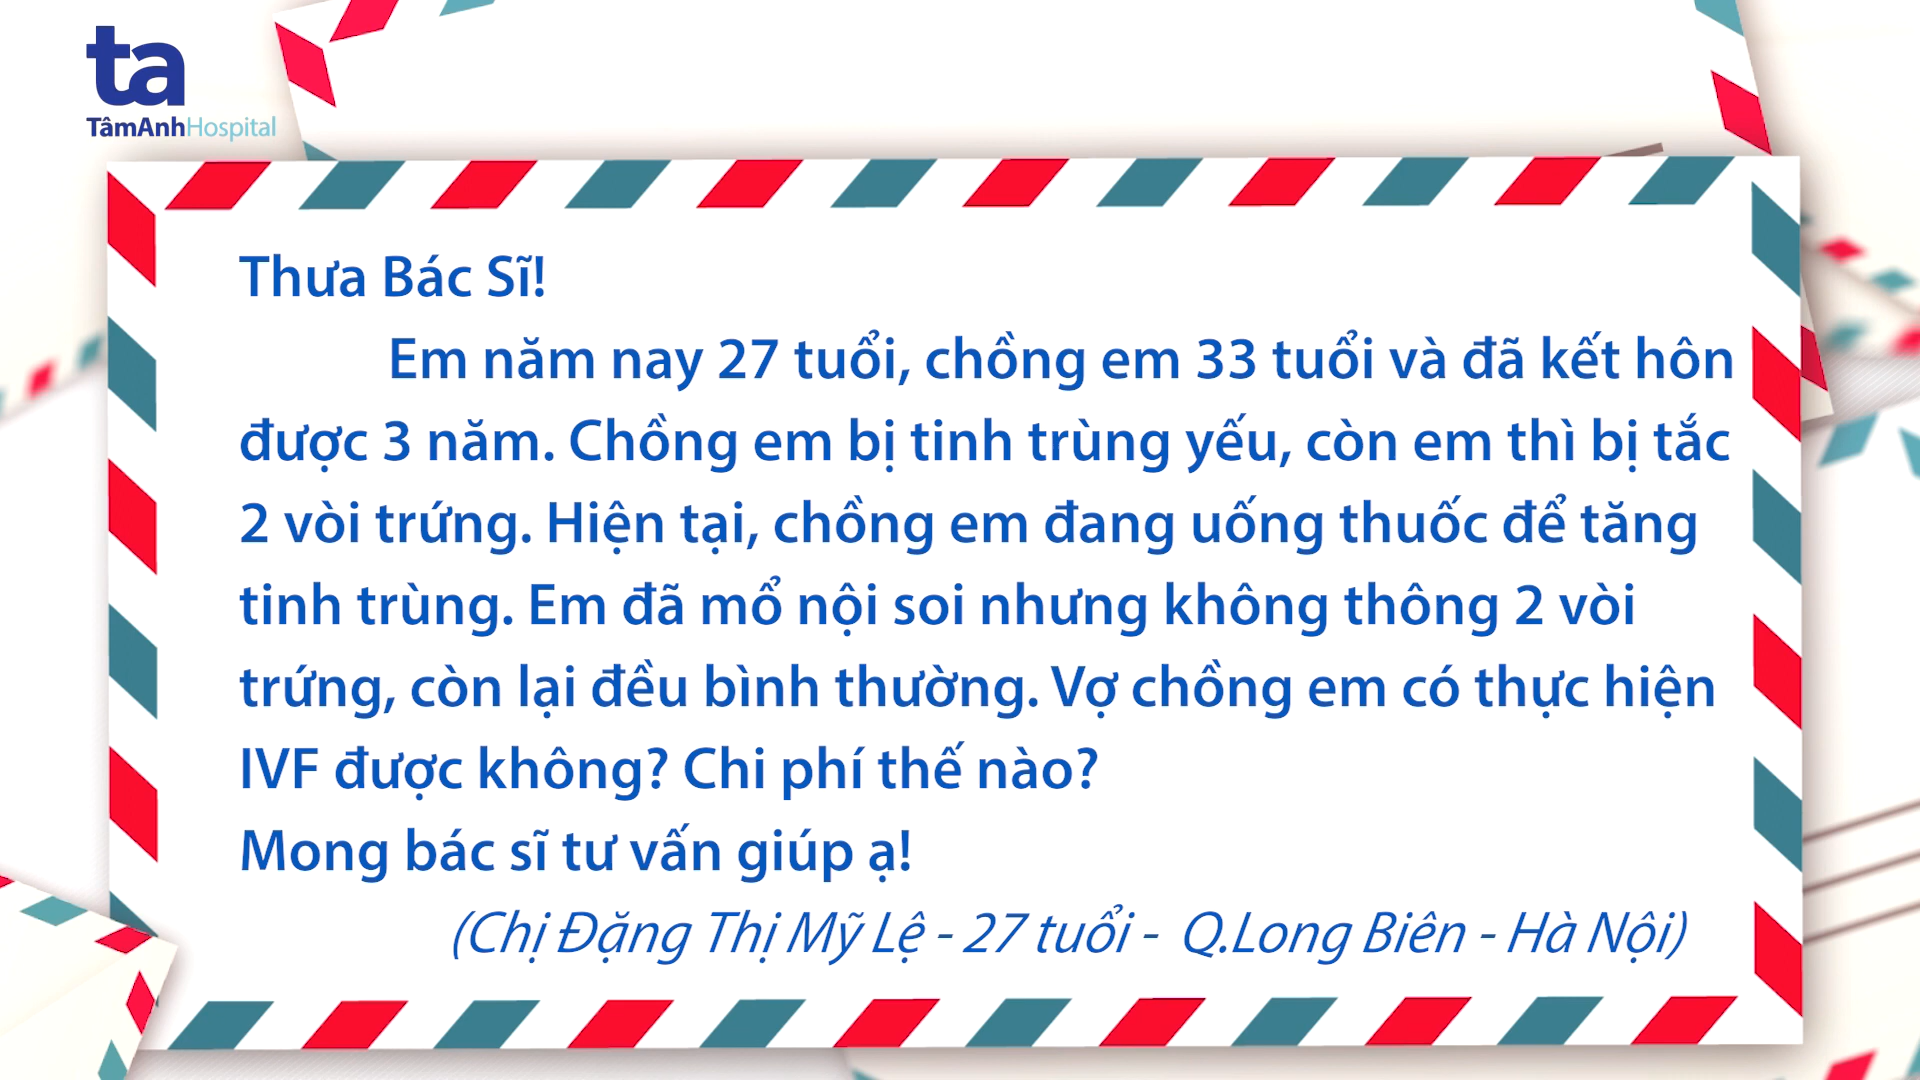 ta
TâmAnhHospital
Thưa Bác Sĩ!
Em năm nay 27 tuổi, chồng em 33 tuổi và đã kết hôn
được 3 năm. Chồng em bị tinh trùng yếu, còn em thì bị tắc
2 vòi trứng. Hiện tại, chồng em đang uống thuốc để tăng
tinh trùng. Em đã mổ nội soi nhưng không thông 2 vòi
trứng, còn lại đều bình thường. Vợ chồng em có thực hiện
IVF được không? Chi phí thế nào?
Mong bác sĩ tư vấn giúp ạ!
(Chị Đặng Thị Mỹ Lệ - 27 tuổi - Q.Long Biên - Hà Nội)